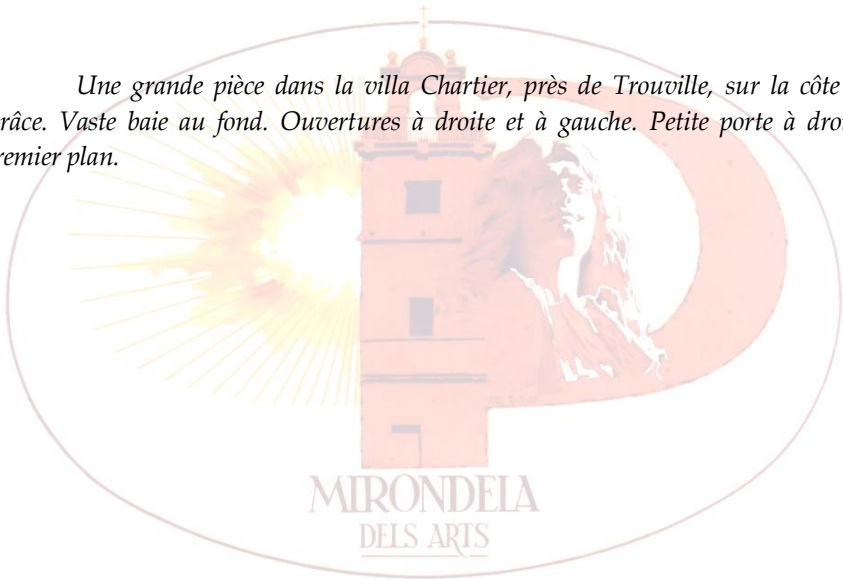 Une grande pièce dans la villa Chartier, près de Trouville, sur la côte
râce. Vaste baie au fond. Ouvertures à droite et à gauche. Petite porte à droi
remier plan.
MIRONDELA
DELS ARTS